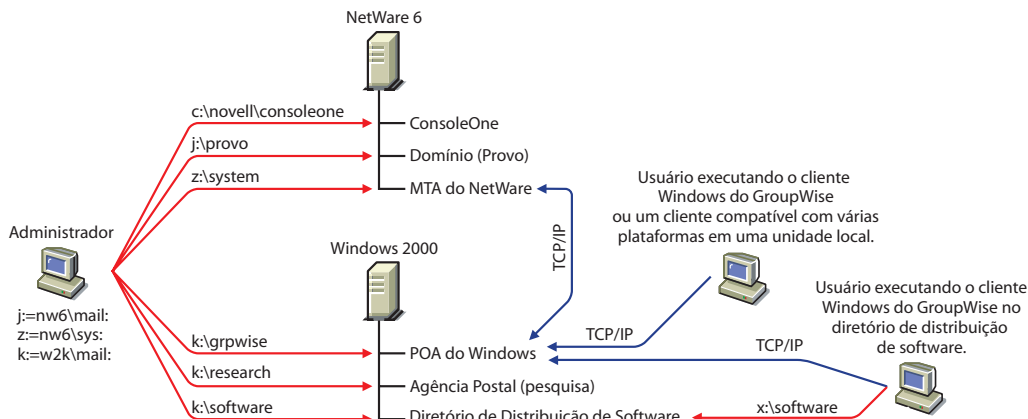 NetWare 6
c:\novell\consoleone
ConsoleOne
j:\provo
Domínio (Provo)
z:\system
MTA do NetWare
Administrador
j:=nw6\mail:
z:=nw6\sys:
k:=w2k\mail:
Windows 2000
TCP/IP
Usuário executando o cliente
Windows do GroupWise
ou um cliente compatível com várias
plataformas em uma unidade local.
Usuário executando o cliente
Windows do GroupWise no
diretório de distribuição
de software.
k:\grpwise
POA do Windows
TCP/IP
TCP/IP
k:\research
Agência Postal (pesquisa)
k:\software
Diretório de Distribuição de Software
x:\software